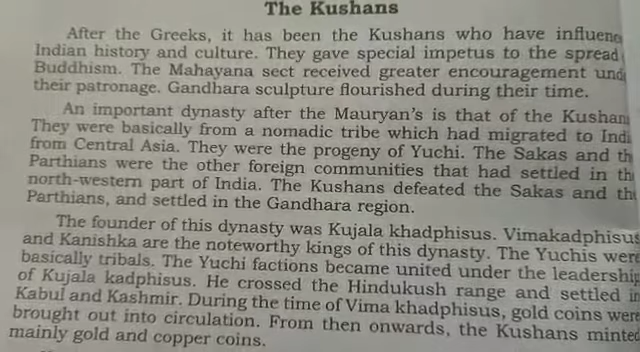 The Kushans
After the Greeks, it has been the Kushans who have influenc
Indian history and culture. They gave special impetus to the spread
Buddhism. The Mahayana sect received greater encouragement und
their patronage. Gandhara sculpture flourished during their time.
An important dynasty after the Mauryan's is that of the Kushan
They were basically from a nomadic tribe which had migrated to Indi
from Central Asia. They were the progeny of Yuchi. The Sakas and th
Parthians were the other foreign communities that had settled in th
north-western part of India. The Kushans defeated the Sakas and the
Parthians, and settled in the Gandhara region.
The founder of this dynasty was Kujala khadphisus. Vimakadphisus
and Kanishka are the noteworthy kings of this dynasty. The Yuchis were
basically tribals. The Yuchi factions became united under the leadership
of Kujala kadphisus. He crossed the Hindukush range and settled in
Kabul and Kashmir. During the time of Vima khadphisus, gold coins were
brought out into circulation. From then onwards, the Kushans minted
mainly gold and copper coins.